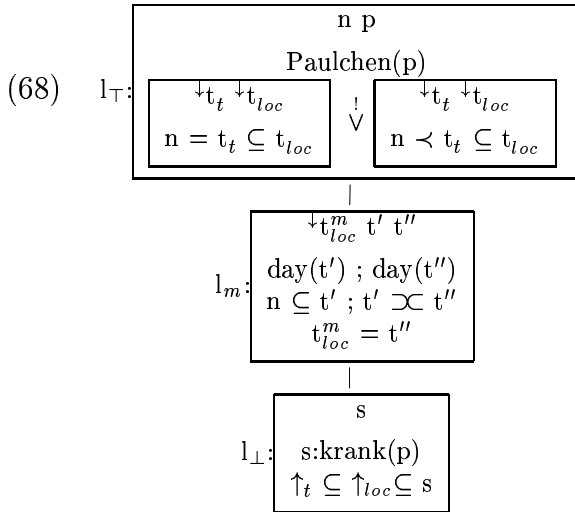 (68)
l⊤:
n p
Paulchen(p)
↓t_t ↓t_loc
n = t_t ⊆ t_loc
!
∨
↓t_t ↓t_loc
n ≺ t_t ⊆ t_loc
l_m:
↓t^m_loc t' t''
day(t') ; day(t'')
n ⊆ t' ; t' ⊃⊂ t''
t^m_loc = t''
l⊥:
s
s:krank(p)
↑_t ⊆ ↑_loc ⊆ s